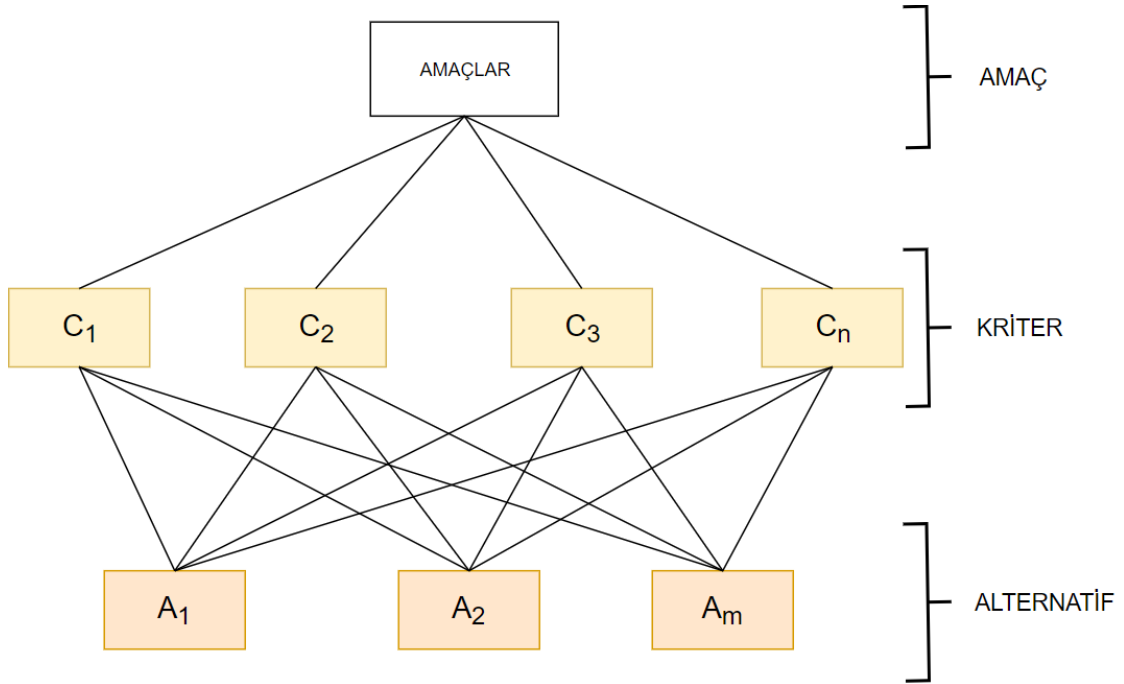 AMAÇLAR
AMAÇ
C1
C2
C3
Cn
KRİTER
A1
A2
Am
ALTERNATİF